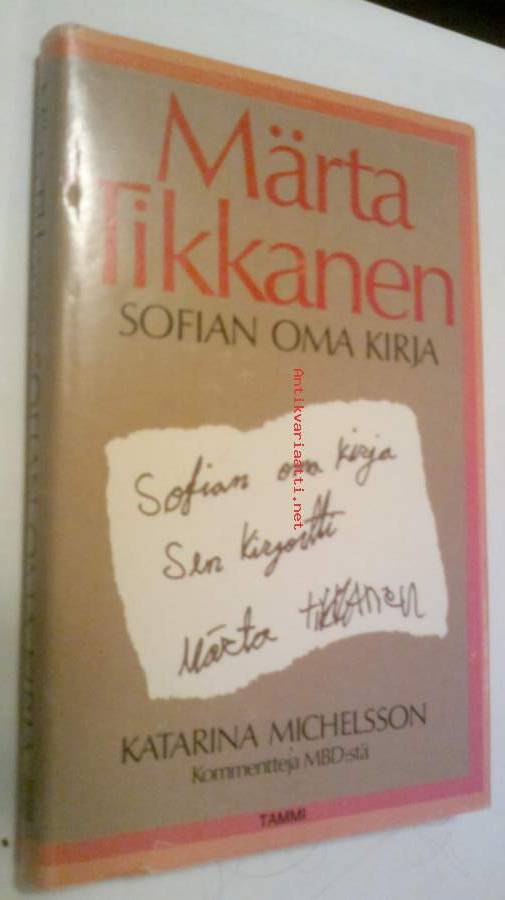 Märta
Tikkanen
SOFIAN OMA KIRJA
Sofian oma kirja
Sen kirjoitti
Märta TIKKANEN
KATARINA MICHELSSON
Kommentteja MBD:stä
TAMMI
Antikvariaatti.net